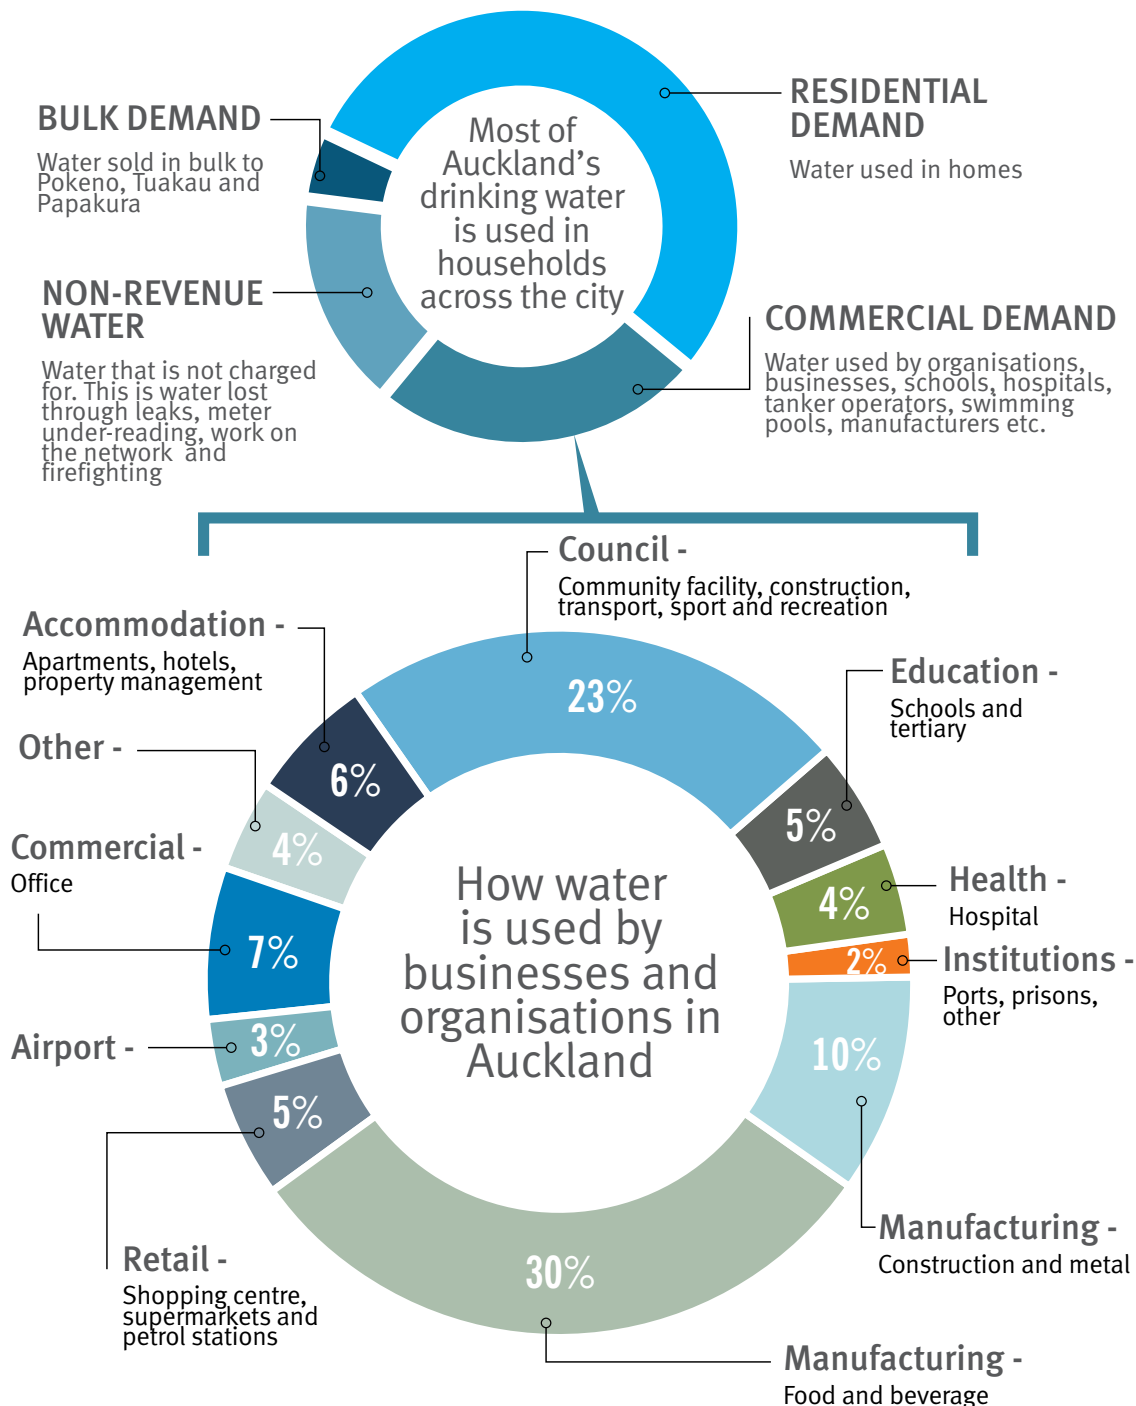 BULK DEMAND
Water sold in bulk to
Pokeno, Tuakau and
Papakura
Most of
Auckland's
drinking water
is used in
households
across the city
RESIDENTIAL
DEMAND
Water used in homes
NON-REVENUE
WATER
Water that is not charged
for. This is water lost
through leaks, meter
under-reading, work on
the network and
firefighting
COMMERCIAL DEMAND
Water used by organisations,
businesses, schools, hospitals,
tanker operators, swimming
pools, manufacturers etc.
Council -
Community facility, construction,
transport, sport and recreation
23%
Accommodation -
Apartments, hotels,
property management
6%
Education -
Schools and
tertiary
5%
Other -
4%
Commercial -
Office
7%
How water
is used by
businesses and
organisations in
Auckland
Health -
Hospital
4%
Institutions -
Ports, prisons,
other
2%
Airport -
3%
10%
Manufacturing -
Construction and metal
5%
Retail -
Shopping centre,
supermarkets and
petrol stations
30%
Manufacturing -
Food and beverage